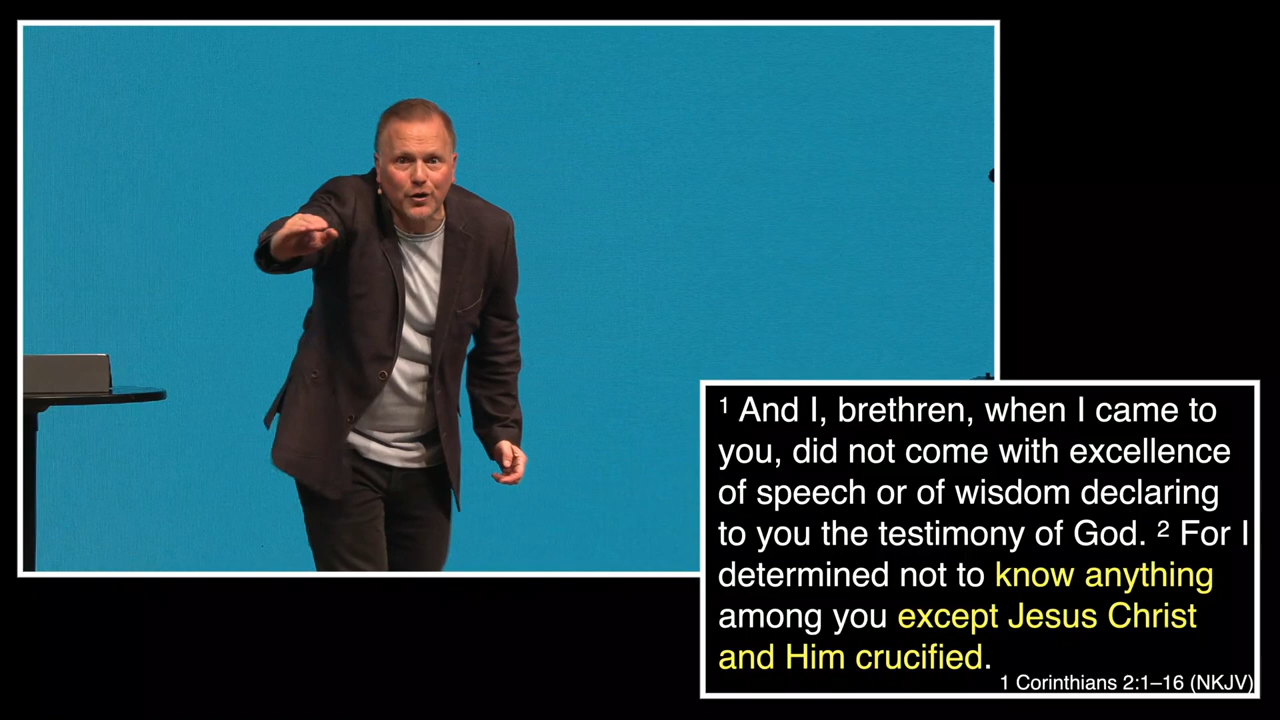 ¹ And I, brethren, when I came to
you, did not come with excellence
of speech or of wisdom declaring
to you the testimony of God. ² For I
determined not to know anything
among you except Jesus Christ
and Him crucified.
1 Corinthians 2:1–16 (NKJV)